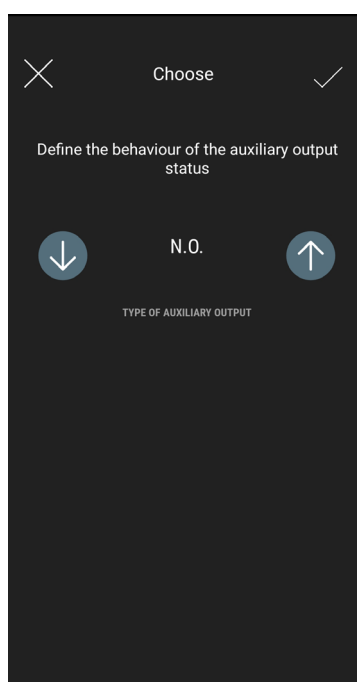 Choose
Define the behaviour of the auxiliary output
status
N.O.
TYPE OF AUXILIARY OUTPUT